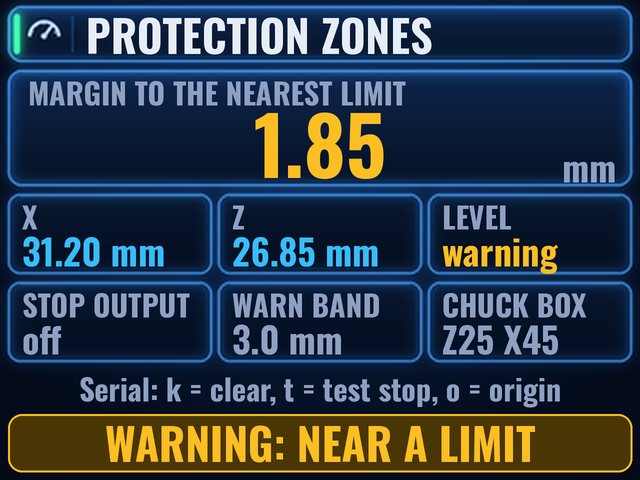 PROTECTION ZONES
MARGIN TO THE NEAREST LIMIT
1.85
mm
X
31.20 mm
Z
26.85 mm
LEVEL
warning
STOP OUTPUT
off
WARN BAND
3.0 mm
CHUCK BOX
Z25 X45
Serial: k = clear, t = test stop, o = origin
WARNING: NEAR A LIMIT